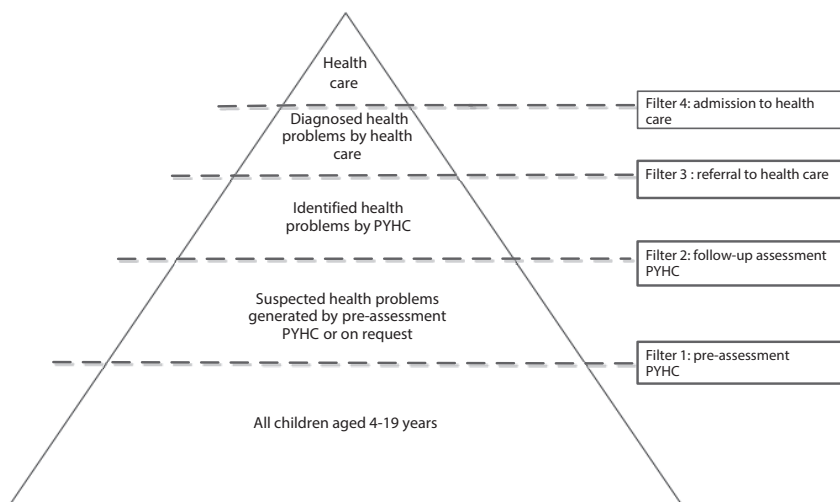 Health
care
Filter 4: admission to health
care
Diagnosed health
problems by health
care
Filter 3 : referral to health care
Identified health
problems by PYHC
Filter 2: follow-up assessment
PYHC
Suspected health problems
generated by pre-assessment
PYHC or on request
Filter 1: pre-assessment
PYHC
All children aged 4-19 years